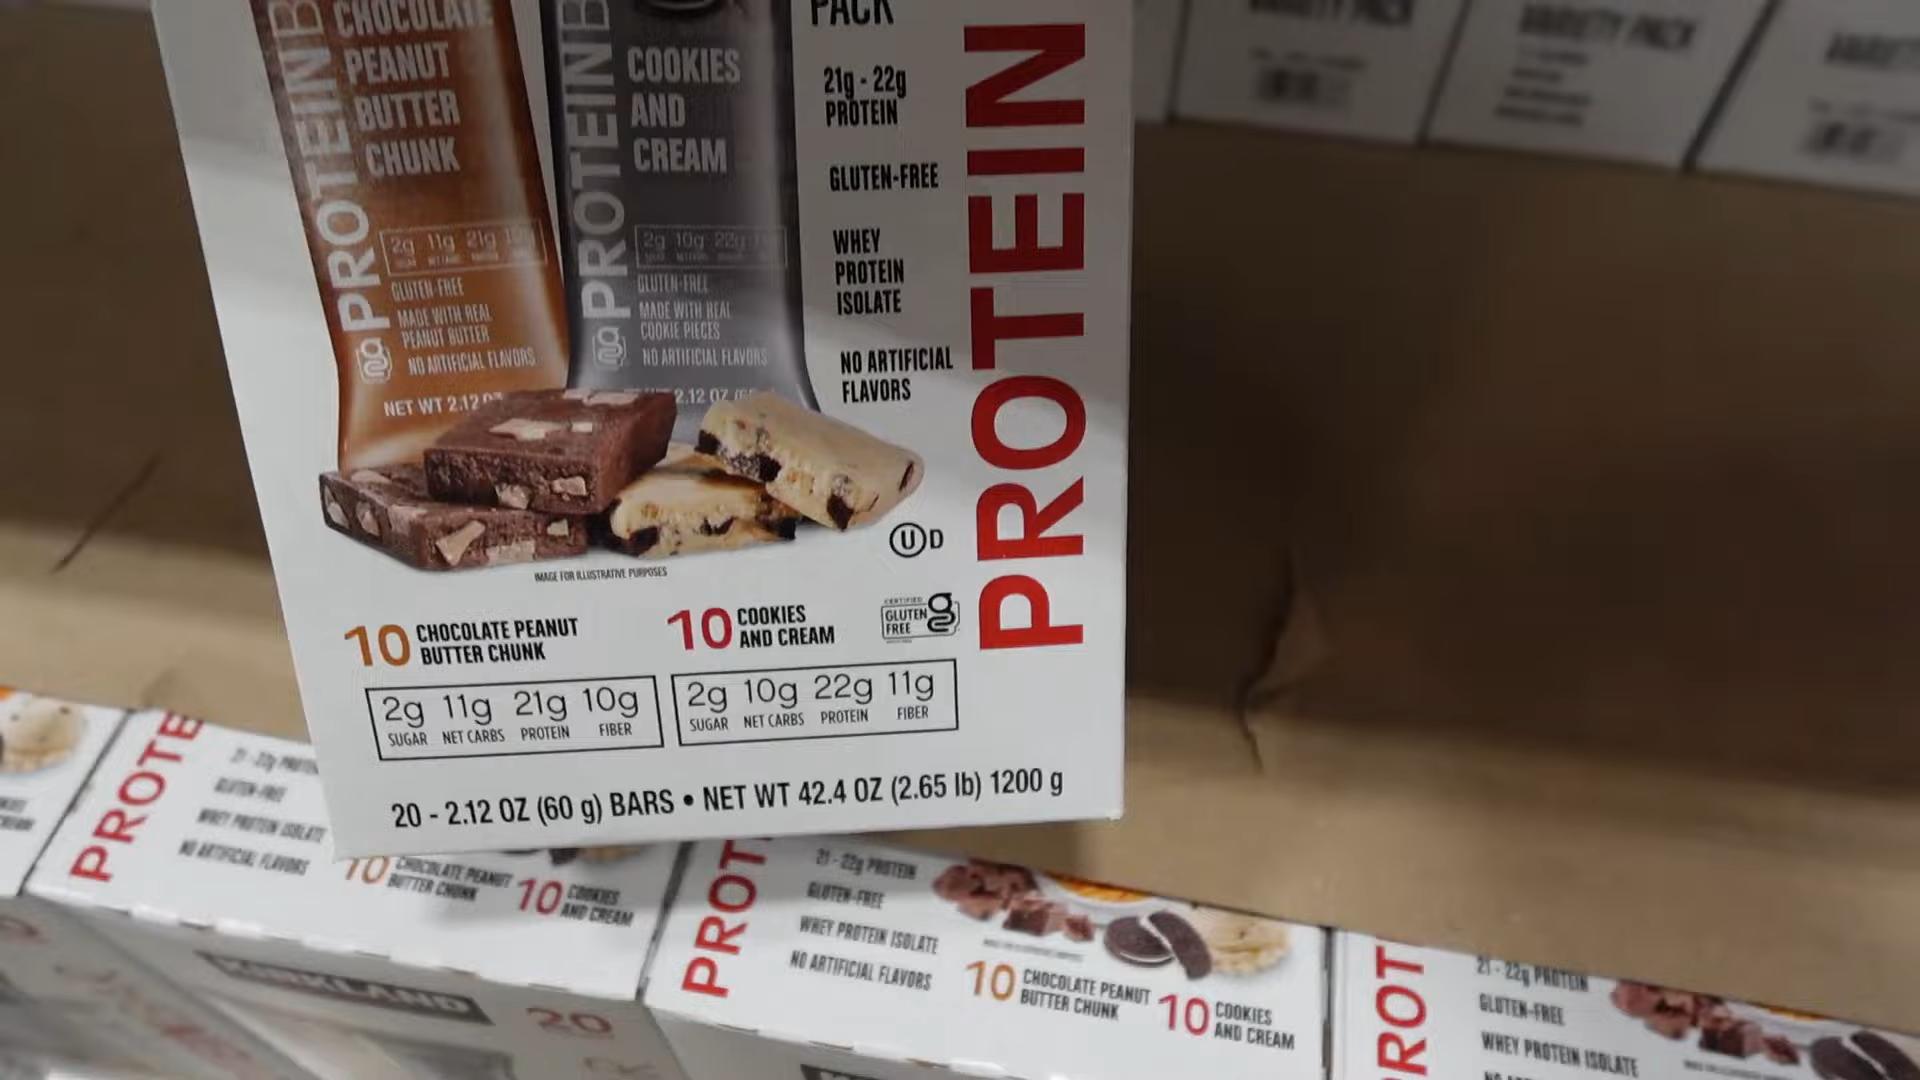 CHOCOLATE
PEANUT
BUTTER
CHUNK
PROTEINB
2g 11g 21g
GLUTEN-FREE
MADE WITH REAL
PEANUT BUTTER
NO ARTIFICIAL FLAVORS
NET WT 2.12 OZ
COOKIES
AND
CREAM
PROTEINB
2g 10g 22g
GLUTEN-FREE
MADE WITH REAL
COOKIE PIECES
NO ARTIFICIAL FLAVORS
2.12 OZ
PACK
21g - 22g
PROTEIN
GLUTEN-FREE
WHEY
PROTEIN
ISOLATE
NO ARTIFICIAL
FLAVORS
PROTEIN
U D
IMAGE FOR ILLUSTRATIVE PURPOSES
10 CHOCOLATE PEANUT
BUTTER CHUNK
10 COOKIES
AND CREAM
CERTIFIED
GLUTEN
FREE
2g 11g 21g 10g
SUGAR NET CARBS PROTEIN FIBER
2g 10g 22g 11g
SUGAR NET CARBS PROTEIN FIBER
20 - 2.12 OZ (60 g) BARS • NET WT 42.4 OZ (2.65 lb) 1200 g
VARIETY PACK
PROTE
GLUTEN-FREE
WHEY PROTEIN ISOLATE
NO ARTIFICIAL FLAVORS
10 CHOCOLATE PEANUT
BUTTER CHUNK
10 COOKIES
AND CREAM
KIRKLAND
20
PROT
21 - 22g PROTEIN
GLUTEN-FREE
WHEY PROTEIN ISOLATE
NO ARTIFICIAL FLAVORS
10 CHOCOLATE PEANUT
BUTTER CHUNK
10 COOKIES
AND CREAM
ROT
21 - 22g PROTEIN
GLUTEN-FREE
WHEY PROTEIN ISOLATE